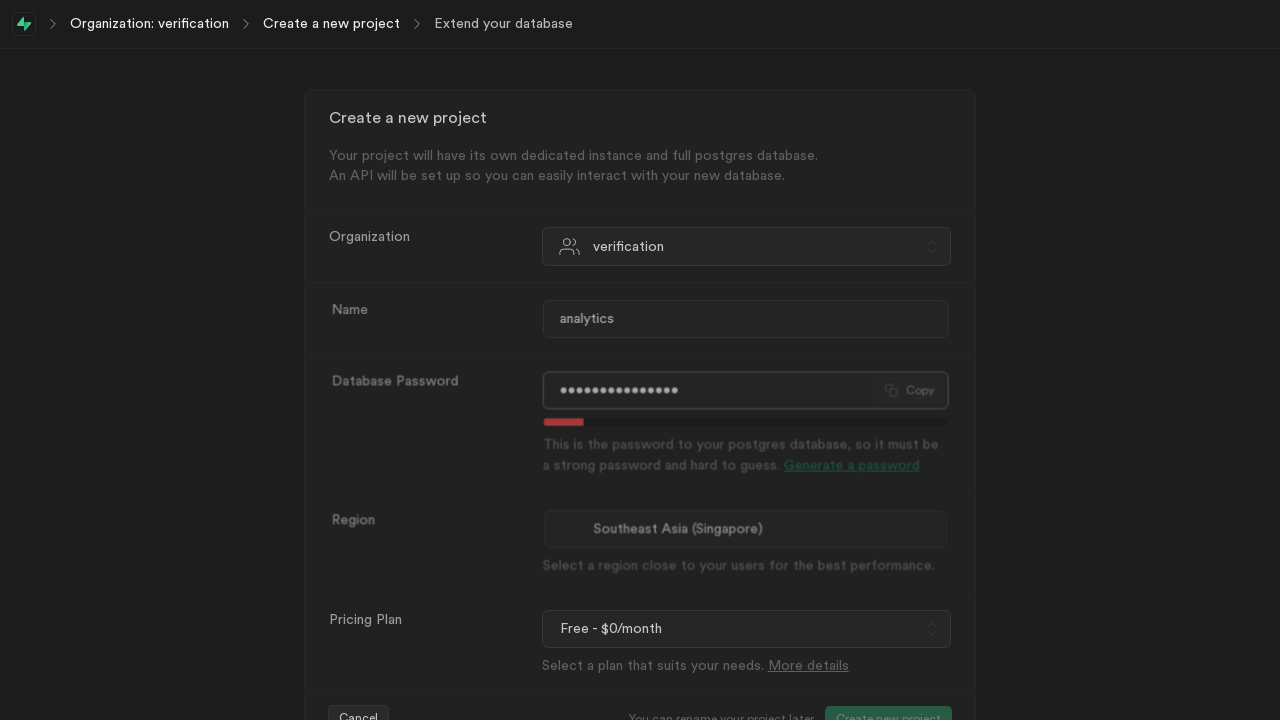 Organization: verification > Create a new project > Extend your database
Create a new project
Your project will have its own dedicated instance and full postgres database.
An API will be set up so you can easily interact with your new database.
Organization
verification
Name
analytics
Database Password
••••••••••••••• Copy
This is the password to your postgres database, so it must be
a strong password and hard to guess. Generate a password
Region
Southeast Asia (Singapore)
Select a region close to your users for the best performance.
Pricing Plan
Free - $0/month
Select a plan that suits your needs. More details
Cancel You can rename your project later Create new project